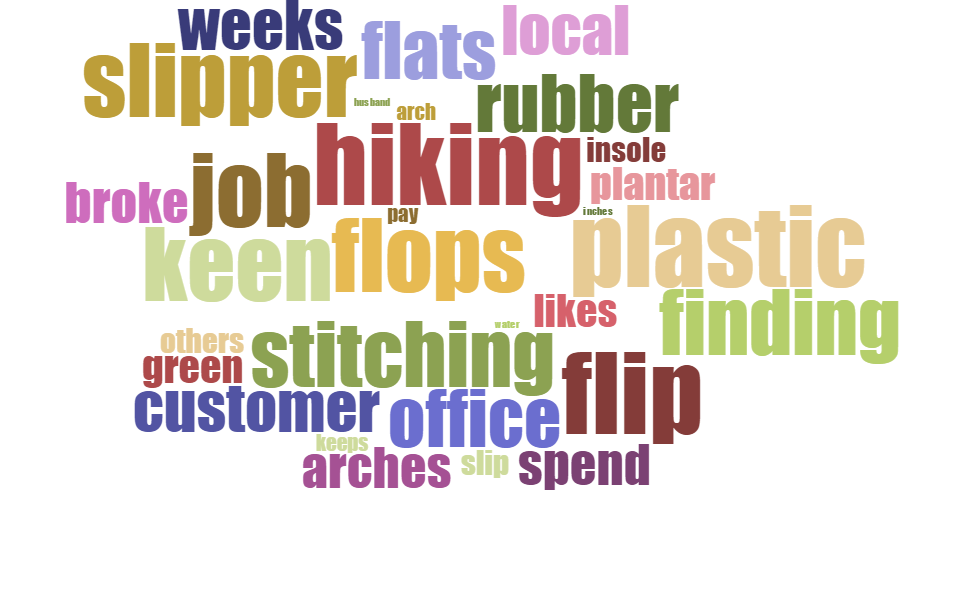 weeks flats local
slipper
husband arch rubber
hiking insole
job plantar
broke pay inches
keen flops plastic
likes finding
others stitching water
green flip
customer office
keeps
arches slip spend